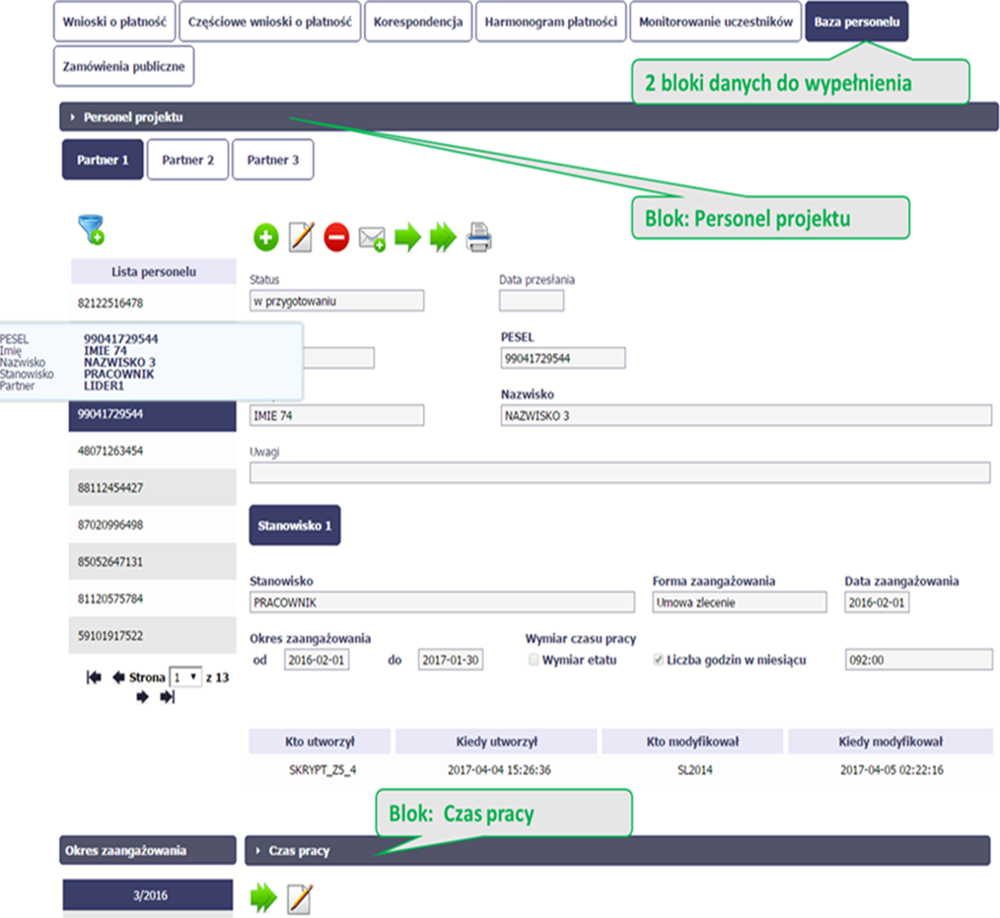 Wnioski o płatność
Częściowe wnioski o płatność
Korespondencja
Harmonogram płatności
Monitorowanie uczestników
Baza personelu
Zamówienia publiczne
2 bloki danych do wypełnienia
Personel projektu
Partner 1
Partner 2
Partner 3
Blok: Personel projektu
Lista personelu
82122516478
Status
w przygotowaniu
Data przesłania
PESEL 99041729544
Imię IMIE 74
Nazwisko NAZWISKO 3
Stanowisko PRACOWNIK
Partner LIDER1
PESEL
99041729544
Nazwisko
99041729544
IMIE 74
NAZWISKO 3
48071263454
88112454427
87020996498
85052647131
81120575784
59101917522
Strona 1 z 13
Uwagi
Stanowisko 1
Stanowisko
PRACOWNIK
Forma zaangażowania
Umowa zlecenie
Data zaangażowania
2016-02-01
Okres zaangażowania
od 2016-02-01 do 2017-01-30
Wymiar czasu pracy
Wymiar etatu
Liczba godzin w miesiącu
092:00
Kto utworzył
Kiedy utworzył
Kto modyfikował
Kiedy modyfikował
SKRYPT_Z5_4
2017-04-04 15:26:36
SL2014
2017-04-05 02:22:16
Blok: Czas pracy
Okres zaangażowania
Czas pracy
3/2016